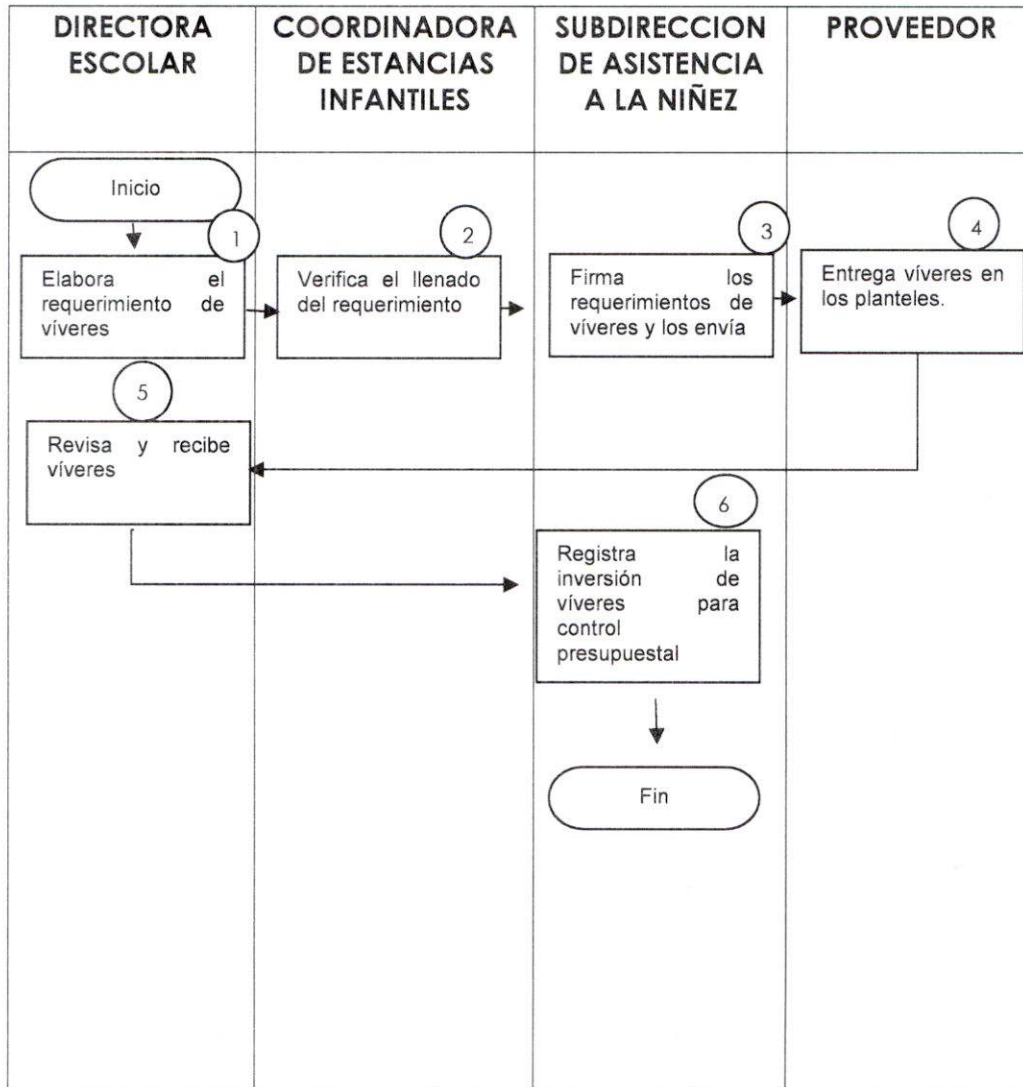 DIRECTORA
ESCOLAR
COORDINADORA
DE ESTANCIAS
INFANTILES
SUBDIRECCION
DE ASISTENCIA
A LA NIÑEZ
PROVEEDOR
Inicio
1
Elabora el
requerimiento de
víveres
2
Verifica el llenado
del requerimiento
3
Firma los
requerimientos de
víveres y los envía
4
Entrega víveres en
los planteles.
5
Revisa y recibe
víveres
6
Registra la
inversión de
víveres para
control
presupuestal
Fin